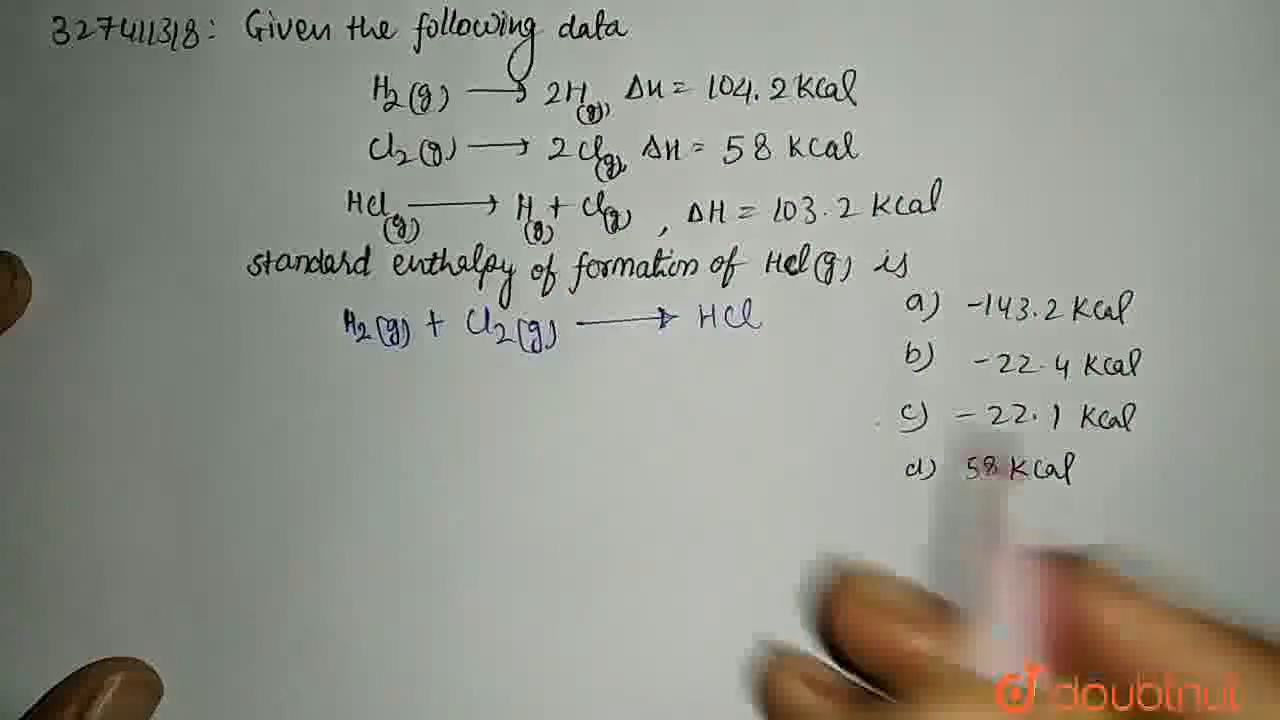 327411318: Given the following data
H2(g) → 2H(g), ΔH = 104.2 KCal
Cl2(g) → 2Cl(g), ΔH = 58 KCal
HCl(g) → H(g) + Cl(g), ΔH = 103.2 KCal
standard enthalpy of formation of Hcl(g) is
H2(g) + Cl2(g) → HCl
a) -143.2 KCal
b) -22.4 KCal
c) -22.1 KCal
d) 58 KCal
doubtnut